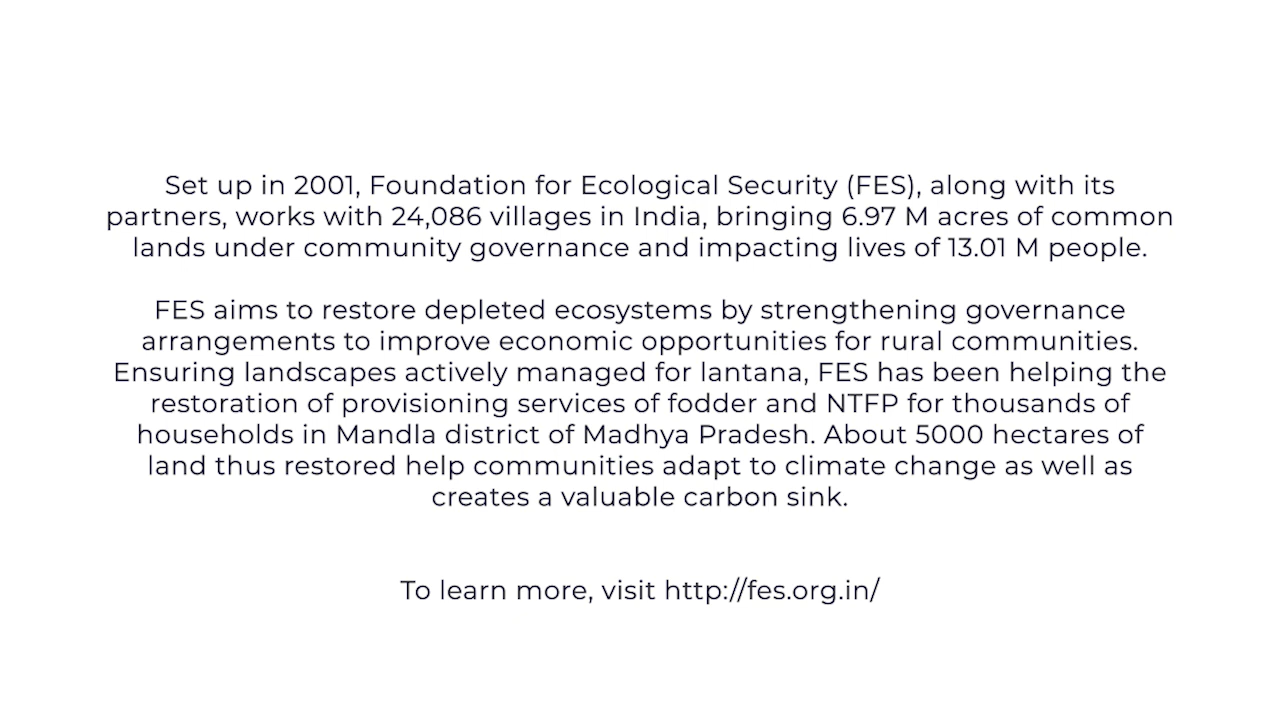 Set up in 2001, Foundation for Ecological Security (FES), along with its
partners, works with 24,086 villages in India, bringing 6.97 M acres of common
lands under community governance and impacting lives of 13.01 M people.
FES aims to restore depleted ecosystems by strengthening governance
arrangements to improve economic opportunities for rural communities.
Ensuring landscapes actively managed for lantana, FES has been helping the
restoration of provisioning services of fodder and NTFP for thousands of
households in Mandla district of Madhya Pradesh. About 5000 hectares of
land thus restored help communities adapt to climate change as well as
creates a valuable carbon sink.
To learn more, visit http://fes.org.in/